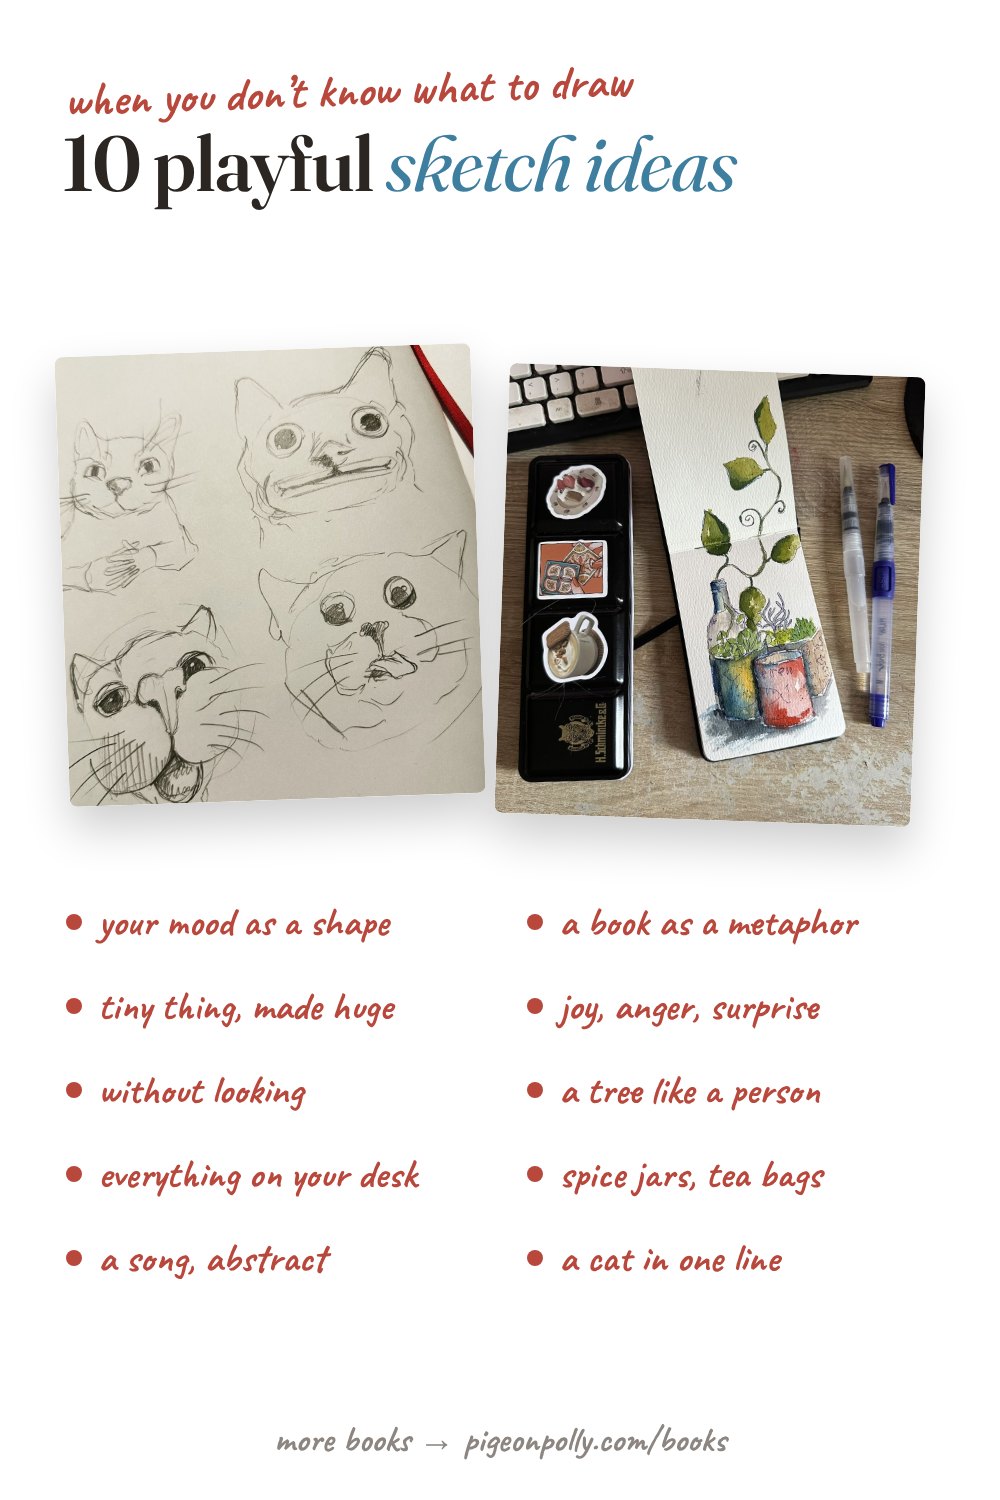 when you don't know what to draw
10 playful sketch ideas
H.Schmincke&Co.
your mood as a shape
tiny thing, made huge
without looking
everything on your desk
a song, abstract
a book as a metaphor
joy, anger, surprise
a tree like a person
spice jars, tea bags
a cat in one line
more books → pigeonpolly.com/books